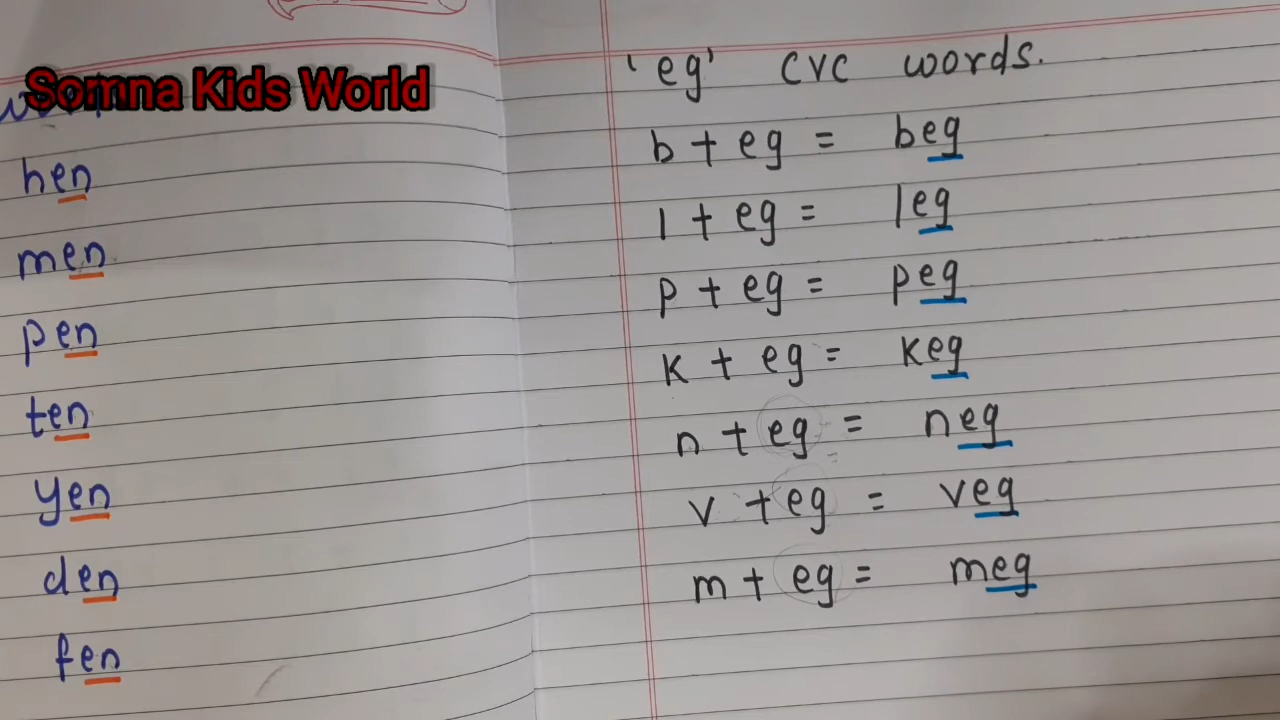 Somna Kids World
hen
men
pen
ten
yen
den
fen
'eg' cvc words.
b + eg = beg
l + eg = leg
p + eg = peg
k + eg = keg
n + eg = neg
v + eg = veg
m + eg = meg